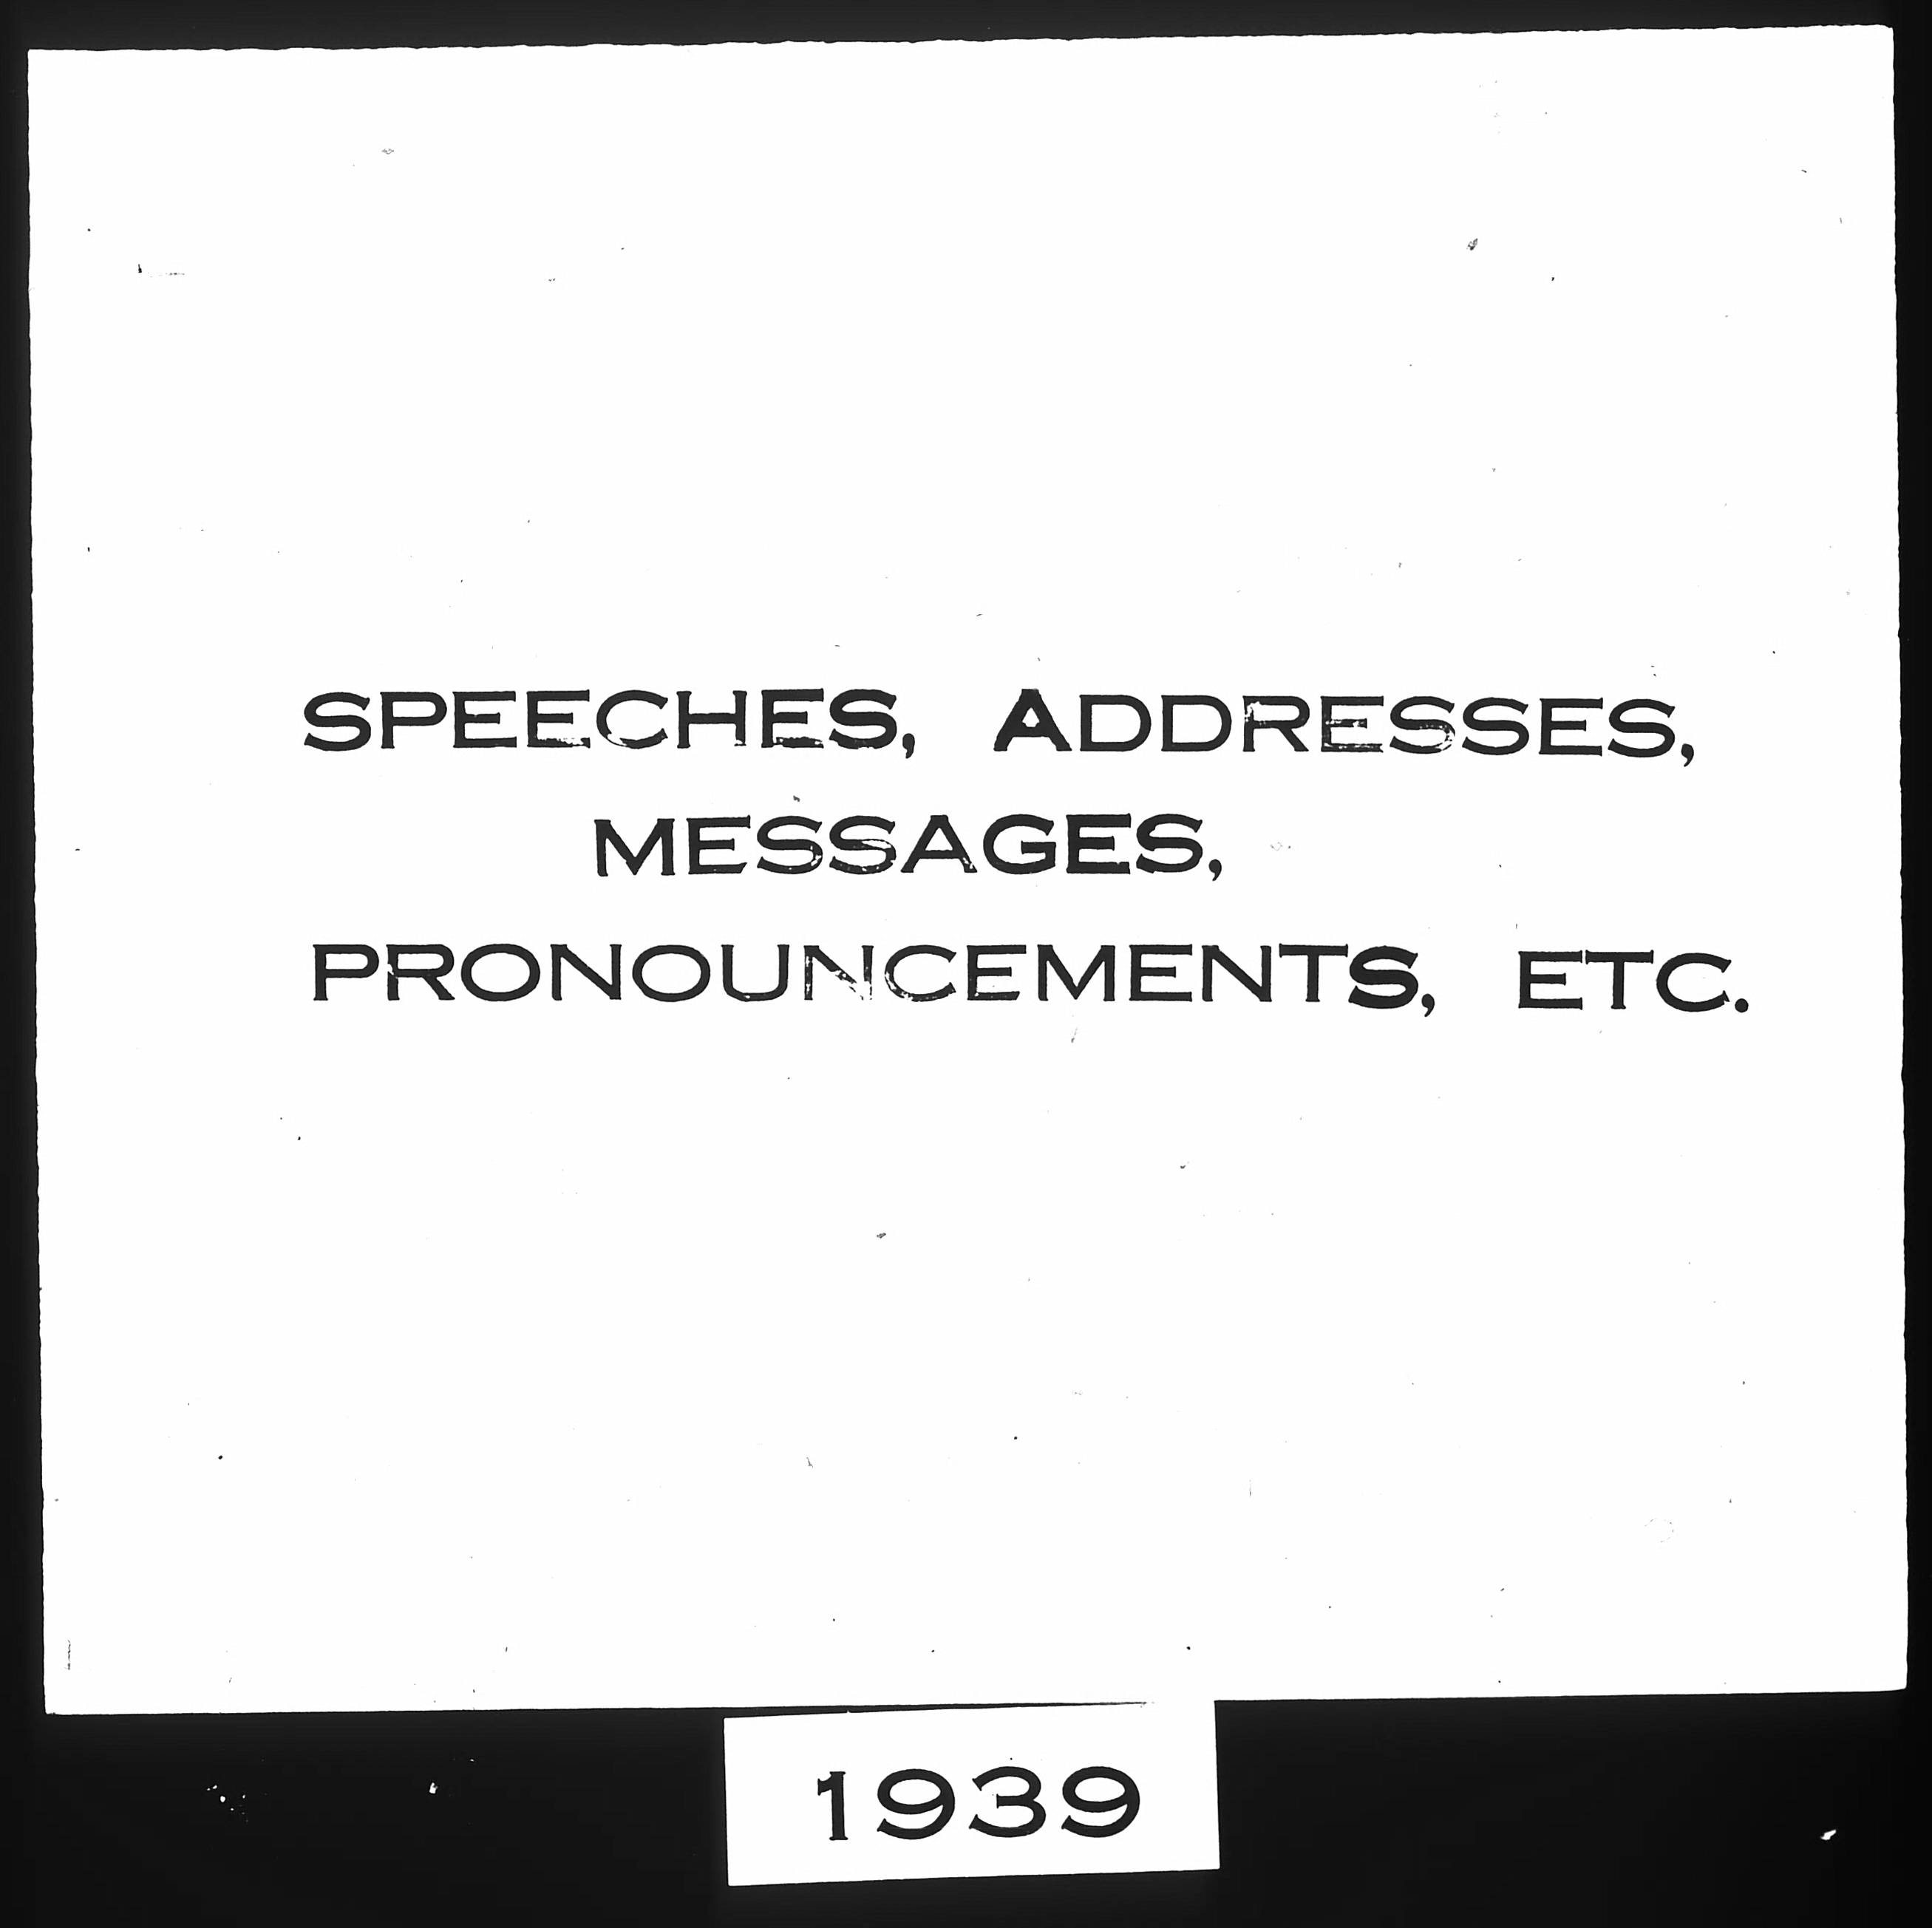 SPEECHES, ADDRESSES,
MESSAGES,
PRONOUNCEMENTS, ETC.
1939